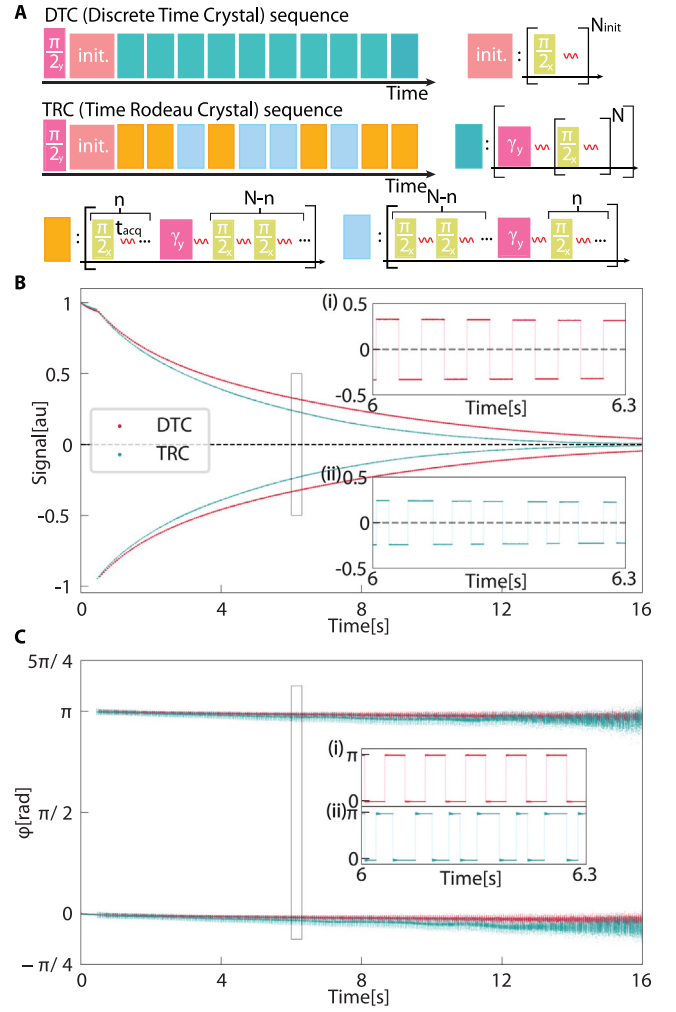 A
DTC (Discrete Time Crystal) sequence
π/2y init.
Time
init. : [ π/2x ] Ninit
TRC (Time Rodeau Crystal) sequence
π/2y init.
Time
: [ γy [ π/2x ] N ]
: [ n N-n
π/2x tacq ... γy π/2x π/2x ... ]
: [ N-n n
π/2x π/2x ... γy π/2x ... ]
B
Signal[au]
1
0.5
0
-0.5
-1
DTC
TRC
(i)
0.5
0
-0.5
6 6.3
Time[s]
(ii)
0.5
0
-0.5
6 6.3
Time[s]
0 4 8 12 16
Time[s]
C
φ[rad]
5π/ 4
π
π/ 2
0
− π/ 4
(i)
π
0
(ii)
π
0
6 6.3
Time[s]
0 4 8 12 16
Time[s]